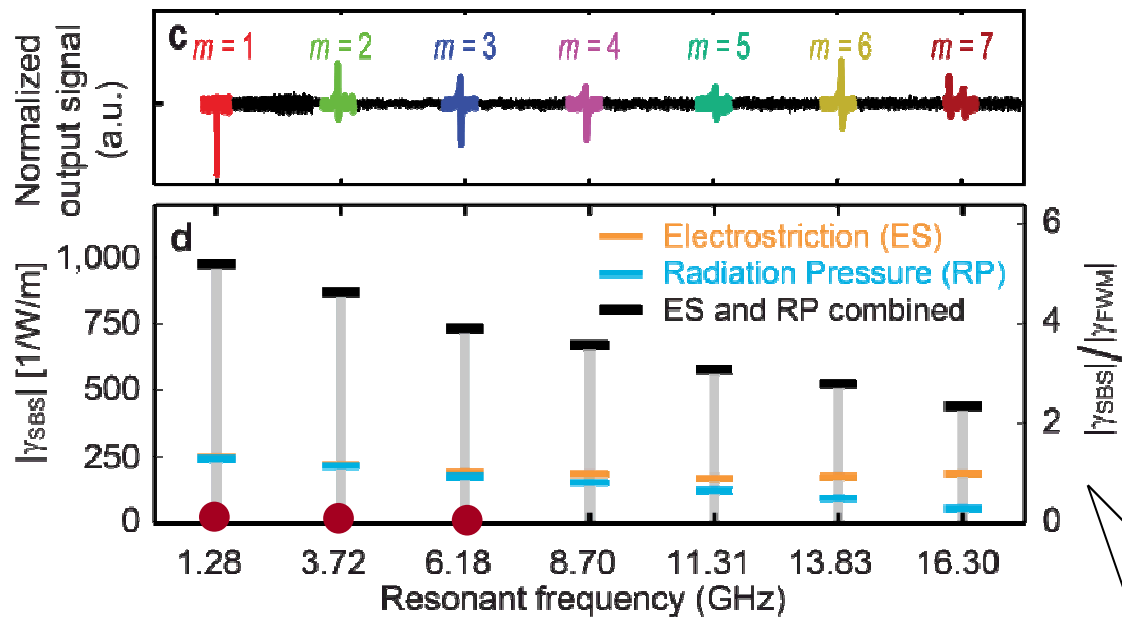 Normalized
output signal
(a.u.)
c
m = 1 m = 2 m = 3 m = 4 m = 5 m = 6 m = 7
d
Electrostriction (ES)
Radiation Pressure (RP)
ES and RP combined
|γSBS| [1/W/m]
1,000
750
500
250
0
6
4
2
0
|γSBS|/|γFWM|
1.28 3.72 6.18 8.70 11.31 13.83 16.30
Resonant frequency (GHz)